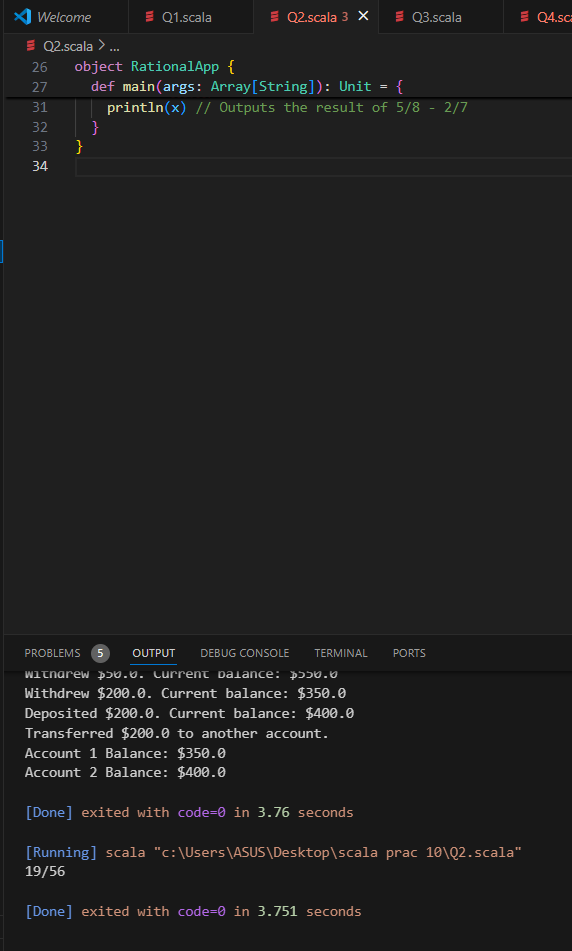 Welcome Q1.scala Q2.scala 3 Q3.scala Q4.sca
Q2.scala > ...
26 object RationalApp {
27 def main(args: Array[String]): Unit = {
31 println(x) // Outputs the result of 5/8 - 2/7
32 }
33 }
34
PROBLEMS 5 OUTPUT DEBUG CONSOLE TERMINAL PORTS
Withdrew $50.0. Current balance: $550.0
Withdrew $200.0. Current balance: $350.0
Deposited $200.0. Current balance: $400.0
Transferred $200.0 to another account.
Account 1 Balance: $350.0
Account 2 Balance: $400.0
[Done] exited with code=0 in 3.76 seconds
[Running] scala "c:\Users\ASUS\Desktop\scala prac 10\Q2.scala"
19/56
[Done] exited with code=0 in 3.751 seconds